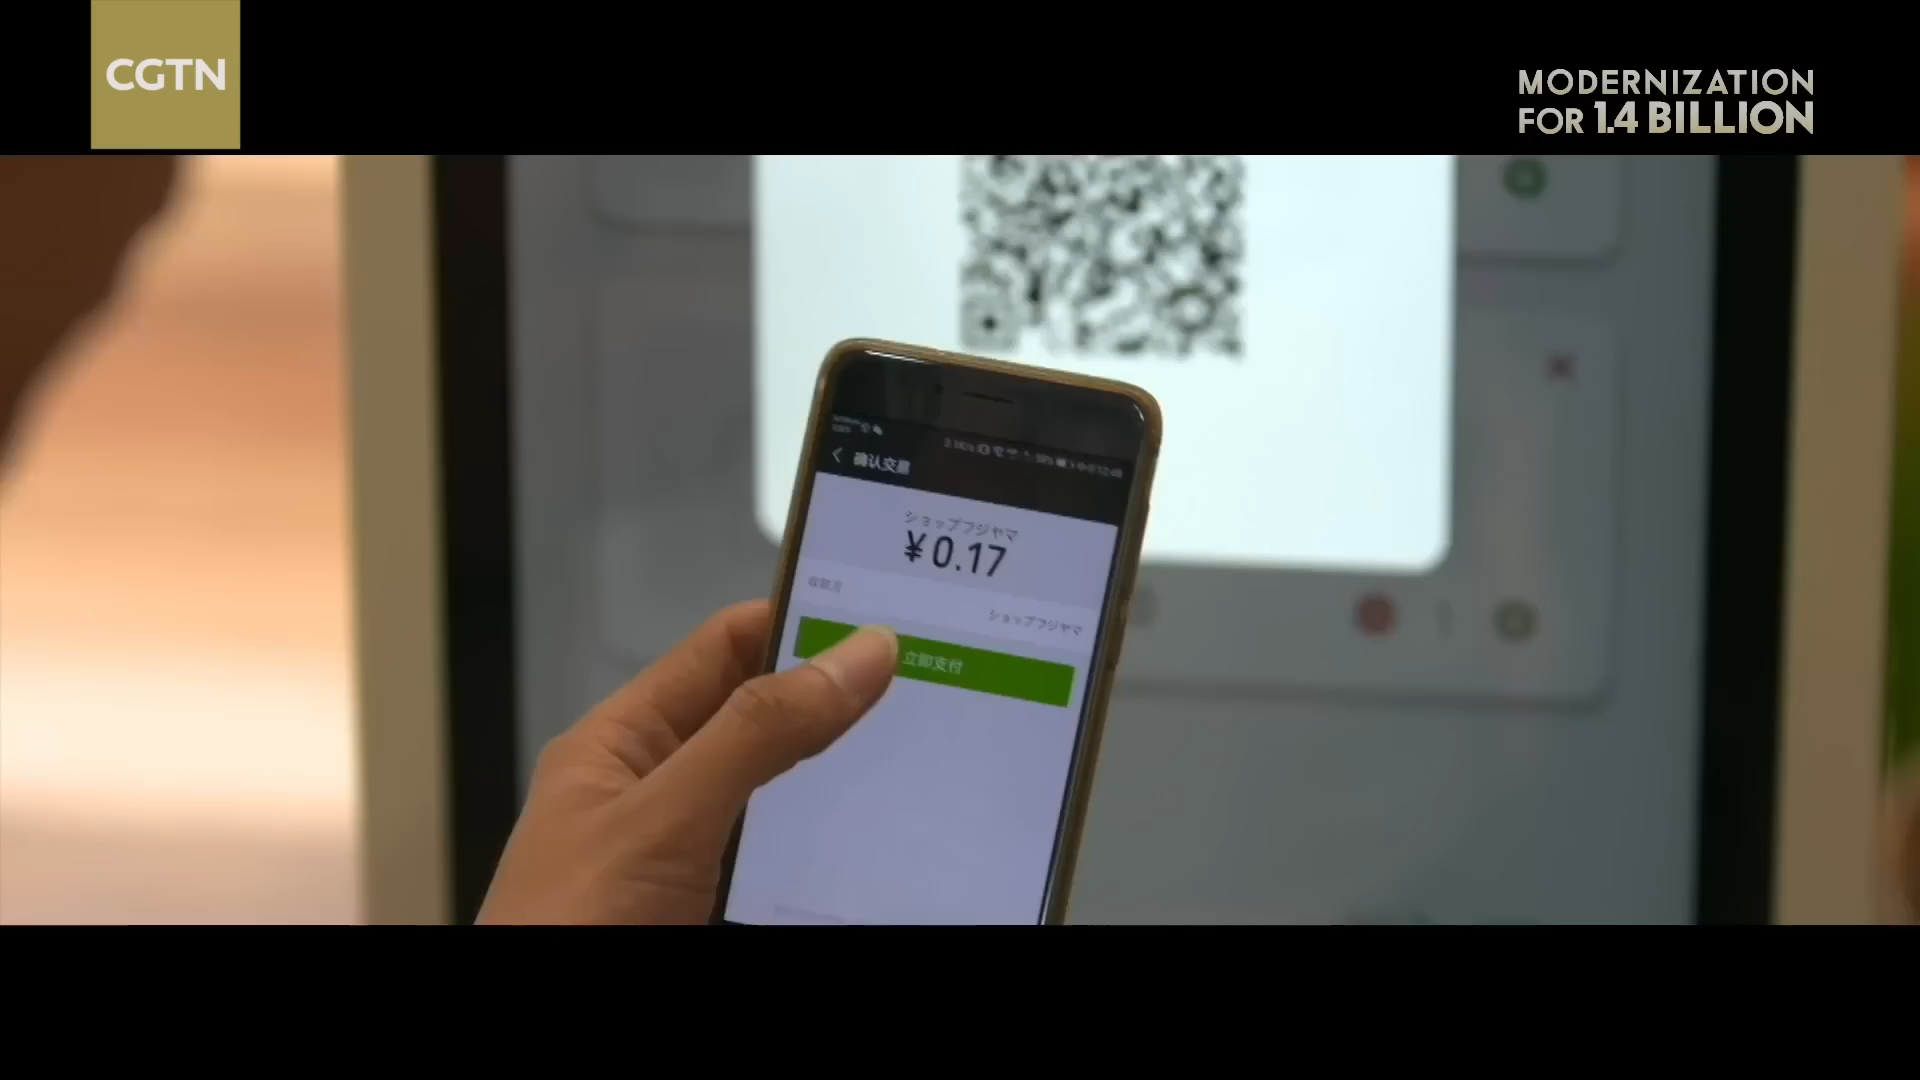 CGTN
MODERNIZATION
FOR 1.4 BILLION
确认交易
ショップフジヤマ
¥0.17
收款方
ショップフジヤマ
立即支付